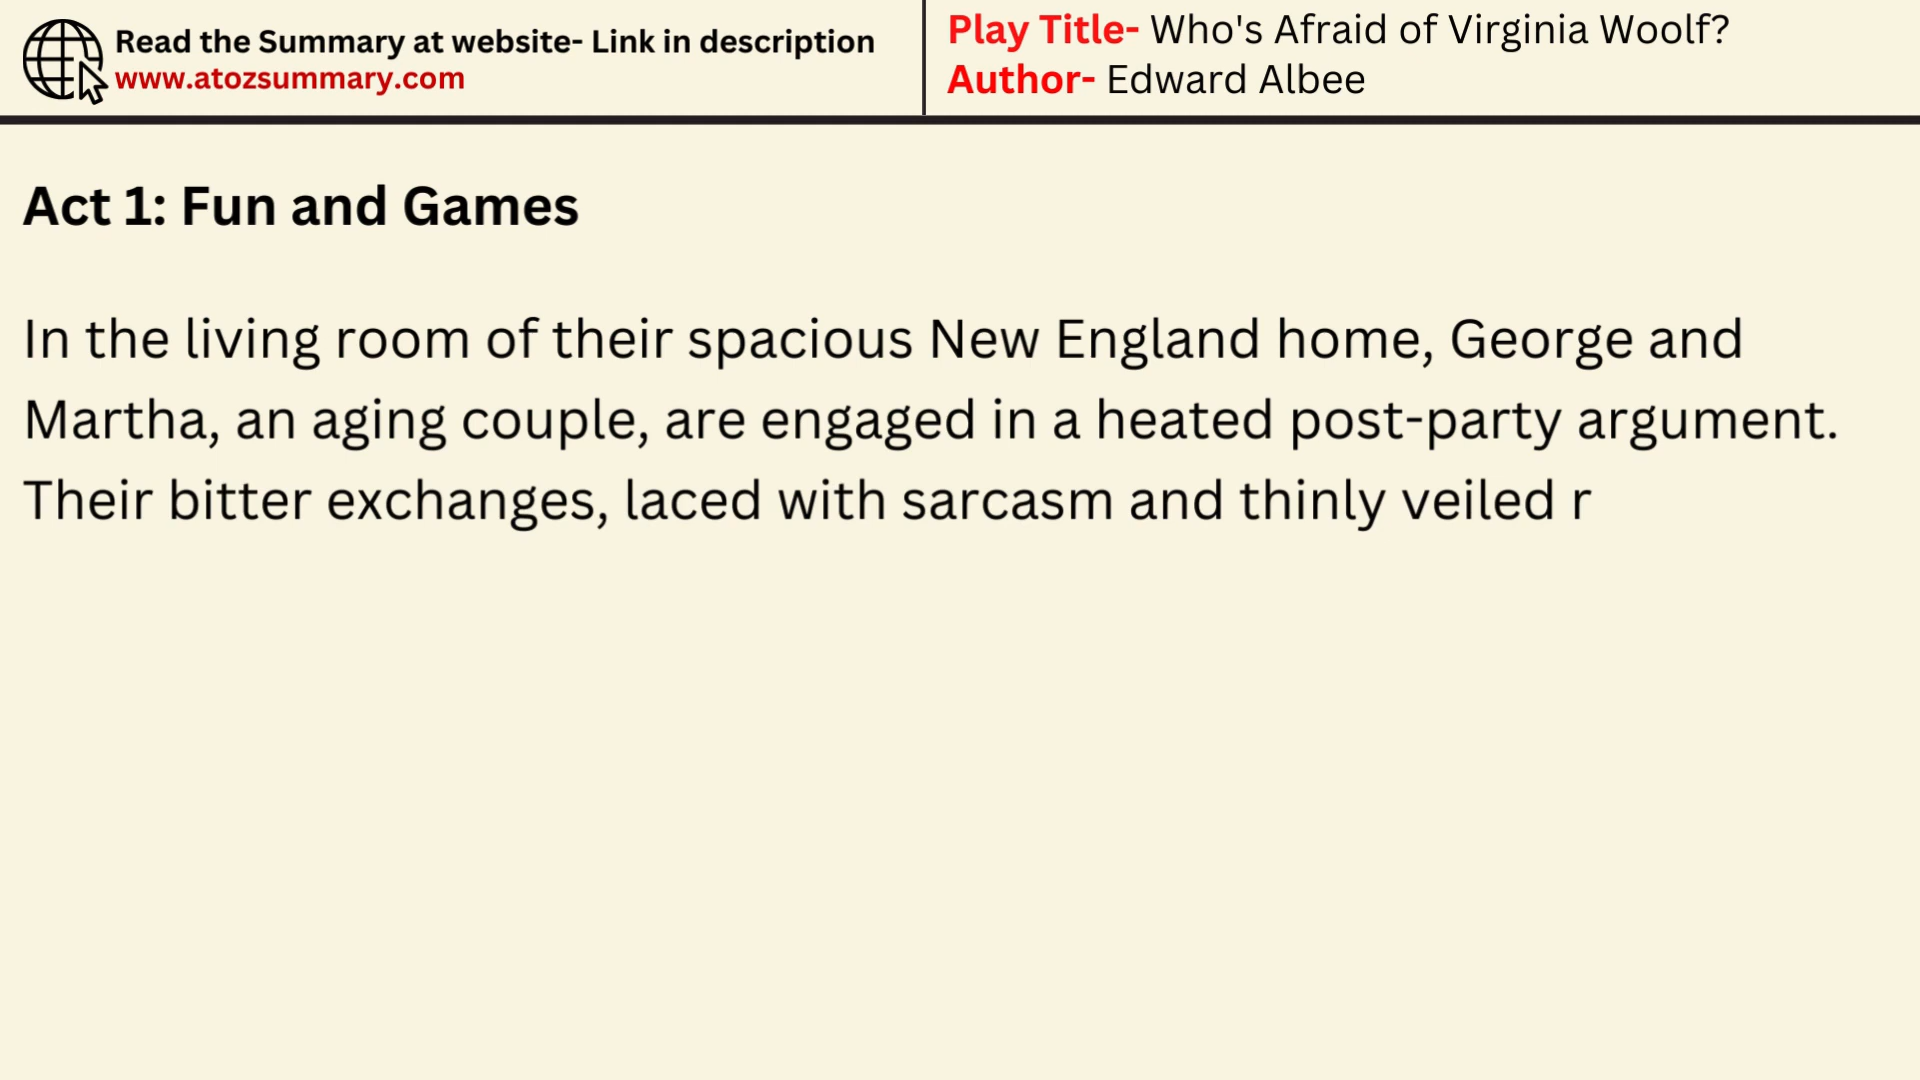 Read the Summary at website- Link in description
www.atozsummary.com
Play Title- Who's Afraid of Virginia Woolf?
Author- Edward Albee
Act 1: Fun and Games
In the living room of their spacious New England home, George and
Martha, an aging couple, are engaged in a heated post-party argument.
Their bitter exchanges, laced with sarcasm and thinly veiled r